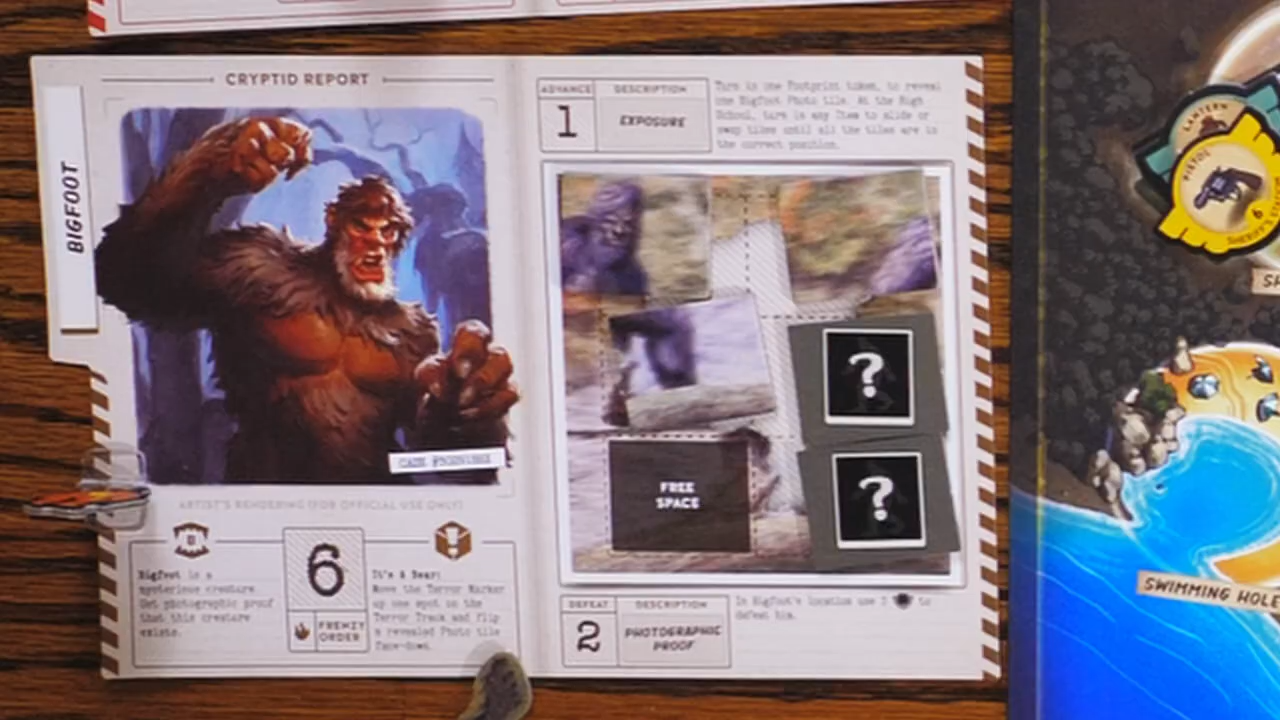 CRYPTID REPORT
BIGFOOT
ARTIST'S RENDERING (FOR OFFICIAL USE ONLY)
Bigfoot is a
mysterious creature
Get photographic proof
that this creature
exists.
6
FRENZY
ORDER
It's A Bear:
Move the Terror Marker
up one spot on the
Terror Track and flip
a revealed Photo tile
face-down.
ADVANCE
1
DESCRIPTION
EXPOSURE
Turn in one Footprint token, to reveal
one Bigfoot Photo tile. At the High
School, turn in any Item to slide or
swap tiles until all the tiles are in
the correct position.
?
FREE
SPACE
?
DEFEAT
2
DESCRIPTION
PHOTOGRAPHIC
PROOF
In Bigfoot's location use 1 to
defeat him.
LANTERN
PISTOL
6
SWIMMING HOLE